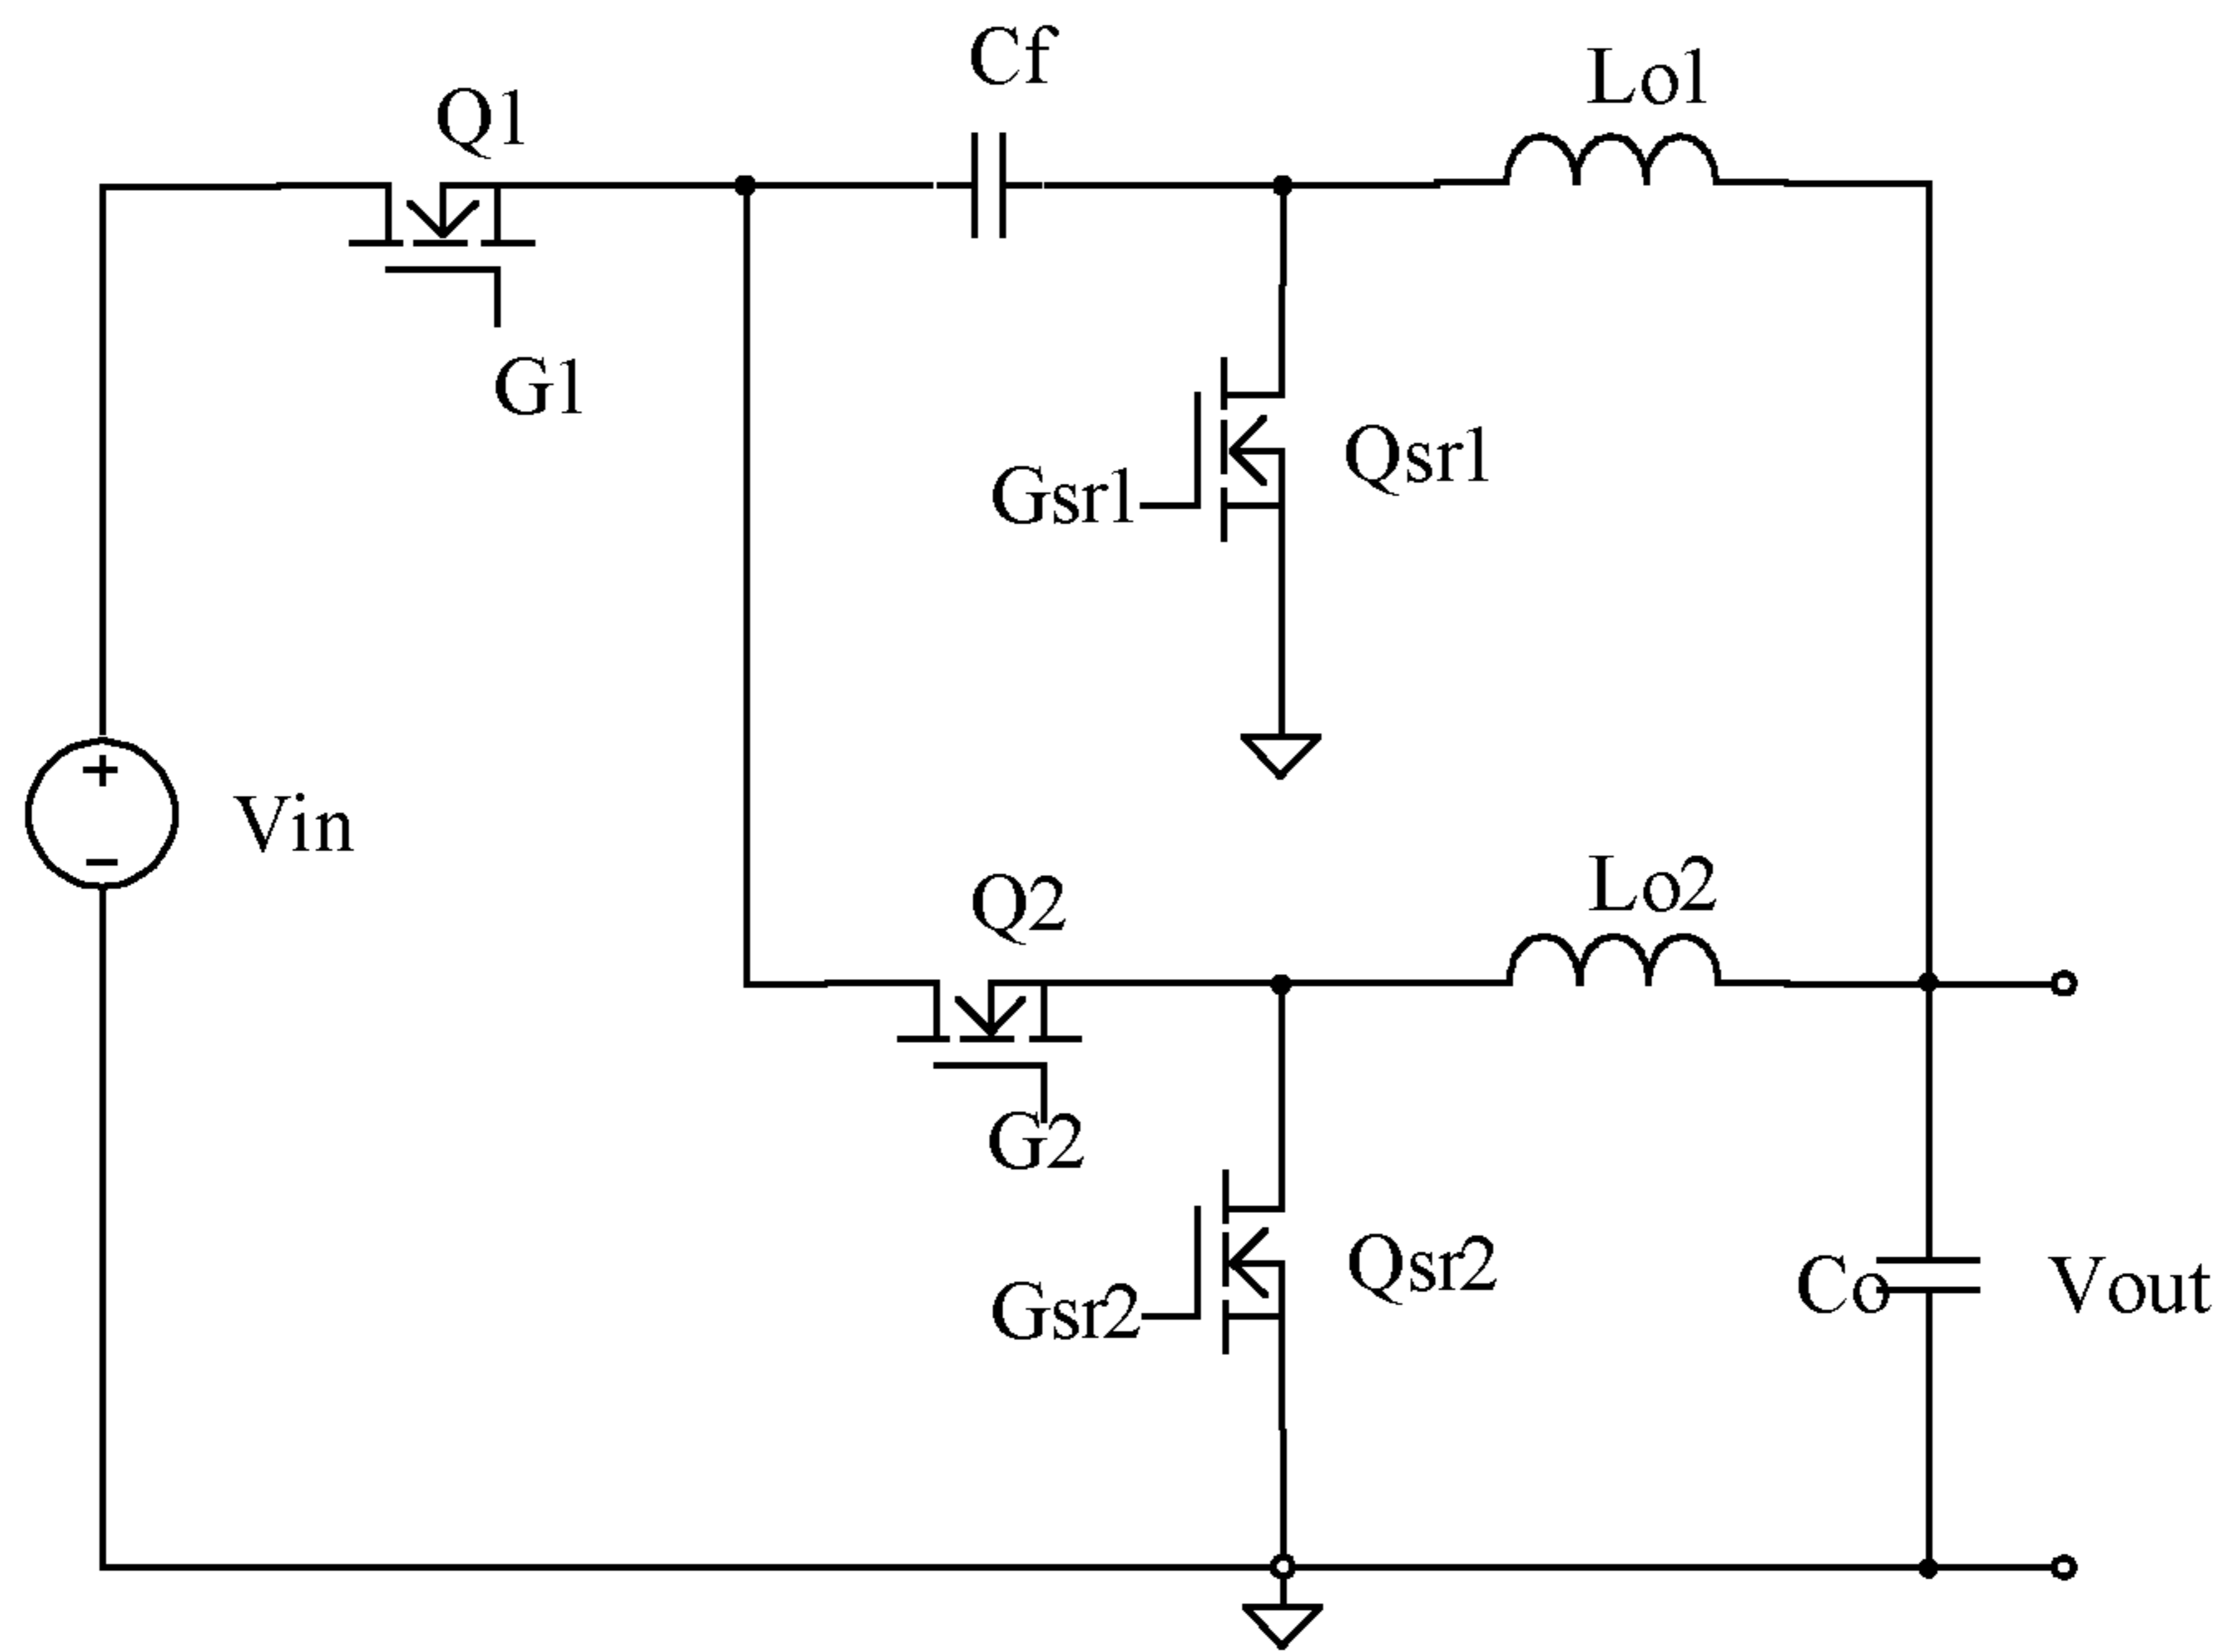 Cf
Lo1
Q1
G1
Qsr1
Gsr1
+
Vin
−
Lo2
Q2
G2
Qsr2
Gsr2
Co
Vout